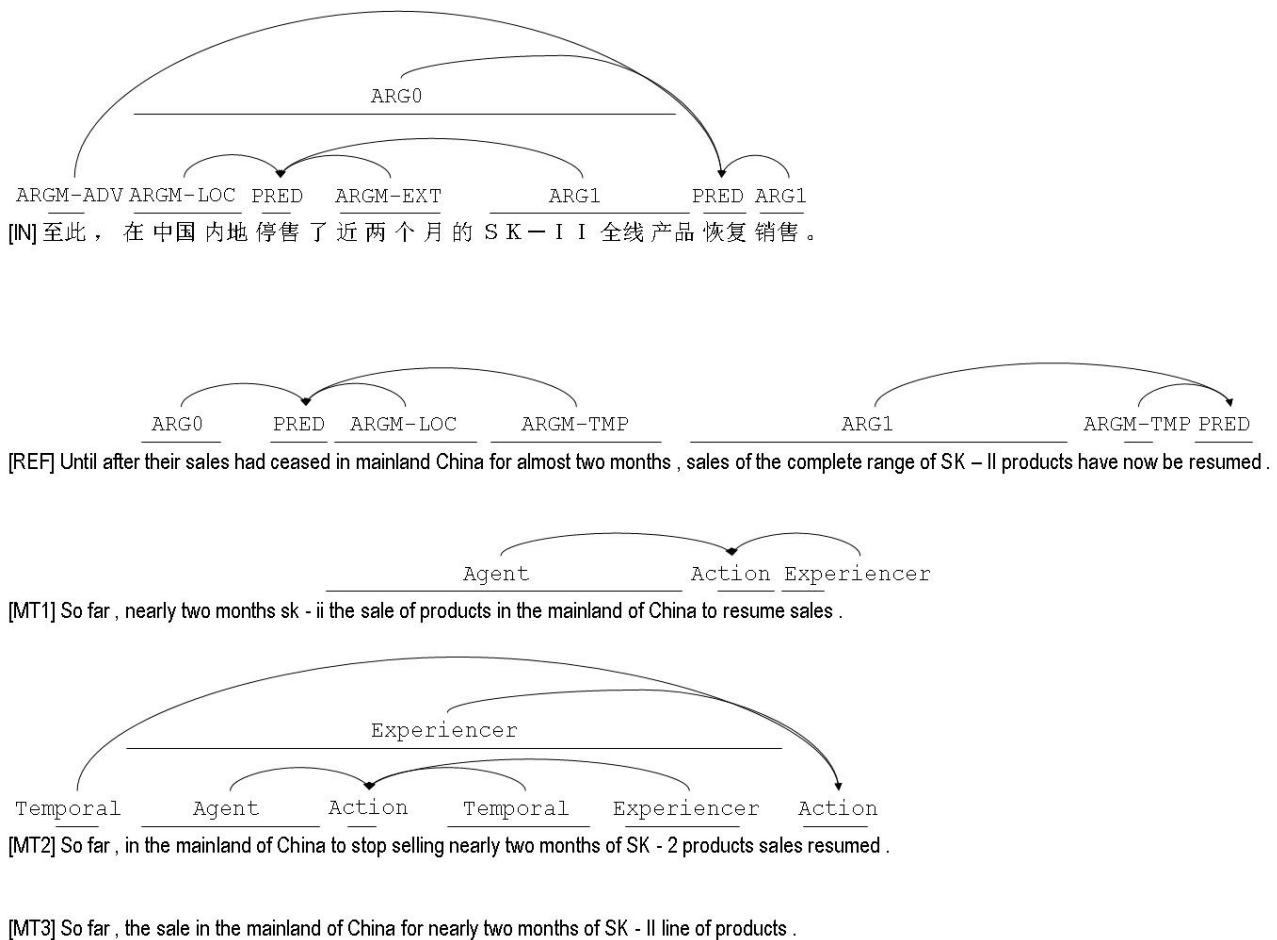 ARG0
ARGM-ADV ARGM-LOC PRED ARGM-EXT ARG1 PRED ARG1
[IN] 至此 ， 在 中国 内地 停售 了 近 两 个 月 的 ＳＫ－ＩＩ 全线 产品 恢复 销售 。
ARG0 PRED ARGM-LOC ARGM-TMP ARG1 ARGM-TMP PRED
[REF] Until after their sales had ceased in mainland China for almost two months , sales of the complete range of SK – II products have now be resumed .
Agent Action Experiencer
[MT1] So far , nearly two months sk - ii the sale of products in the mainland of China to resume sales .
Experiencer
Temporal Agent Action Temporal Experiencer Action
[MT2] So far , in the mainland of China to stop selling nearly two months of SK - 2 products sales resumed .
[MT3] So far , the sale in the mainland of China for nearly two months of SK - II line of products .